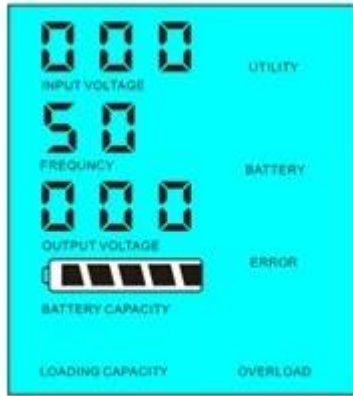 000
INPUT VOLTAGE
UTILITY
50
FREQUNCY
BATTERY
000
OUTPUT VOLTAGE
ERROR
BATTERY CAPACITY
LOADING CAPACITY
OVERLOAD